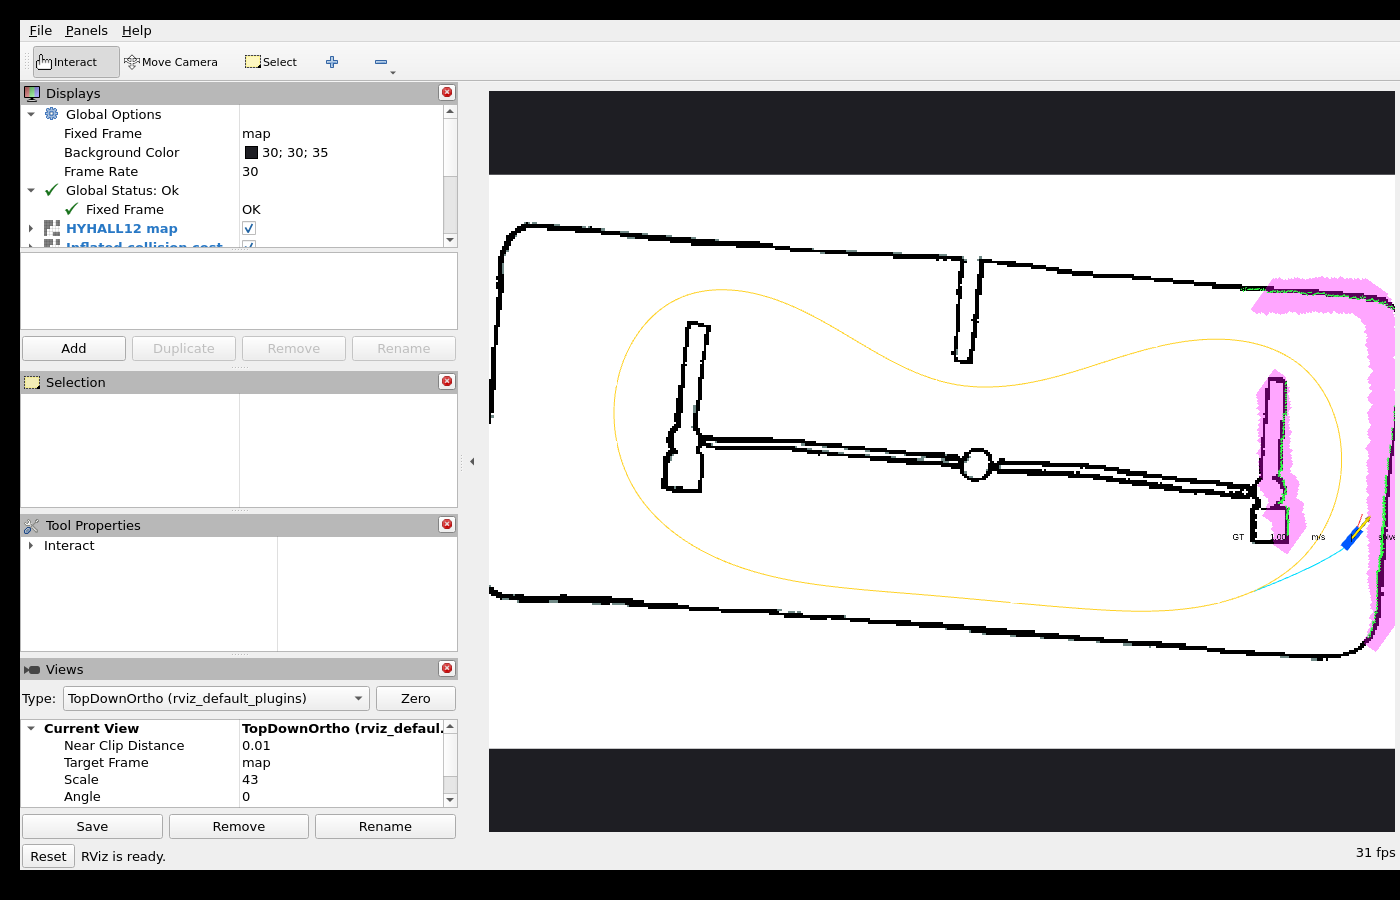 File Panels Help
Interact Move Camera Select
Displays
Global Options
Fixed Frame map
Background Color 30; 30; 35
Frame Rate 30
Global Status: Ok
Fixed Frame OK
HYHALL12 map
Inflated collision cost
Add Duplicate Remove Rename
Selection
Tool Properties
Interact
Views
Type: TopDownOrtho (rviz_default_plugins) Zero
Current View TopDownOrtho (rviz_defaul.
Near Clip Distance 0.01
Target Frame map
Scale 43
Angle 0
Save Remove Rename
Reset RViz is ready.
GT 1.00 m/s
31 fps